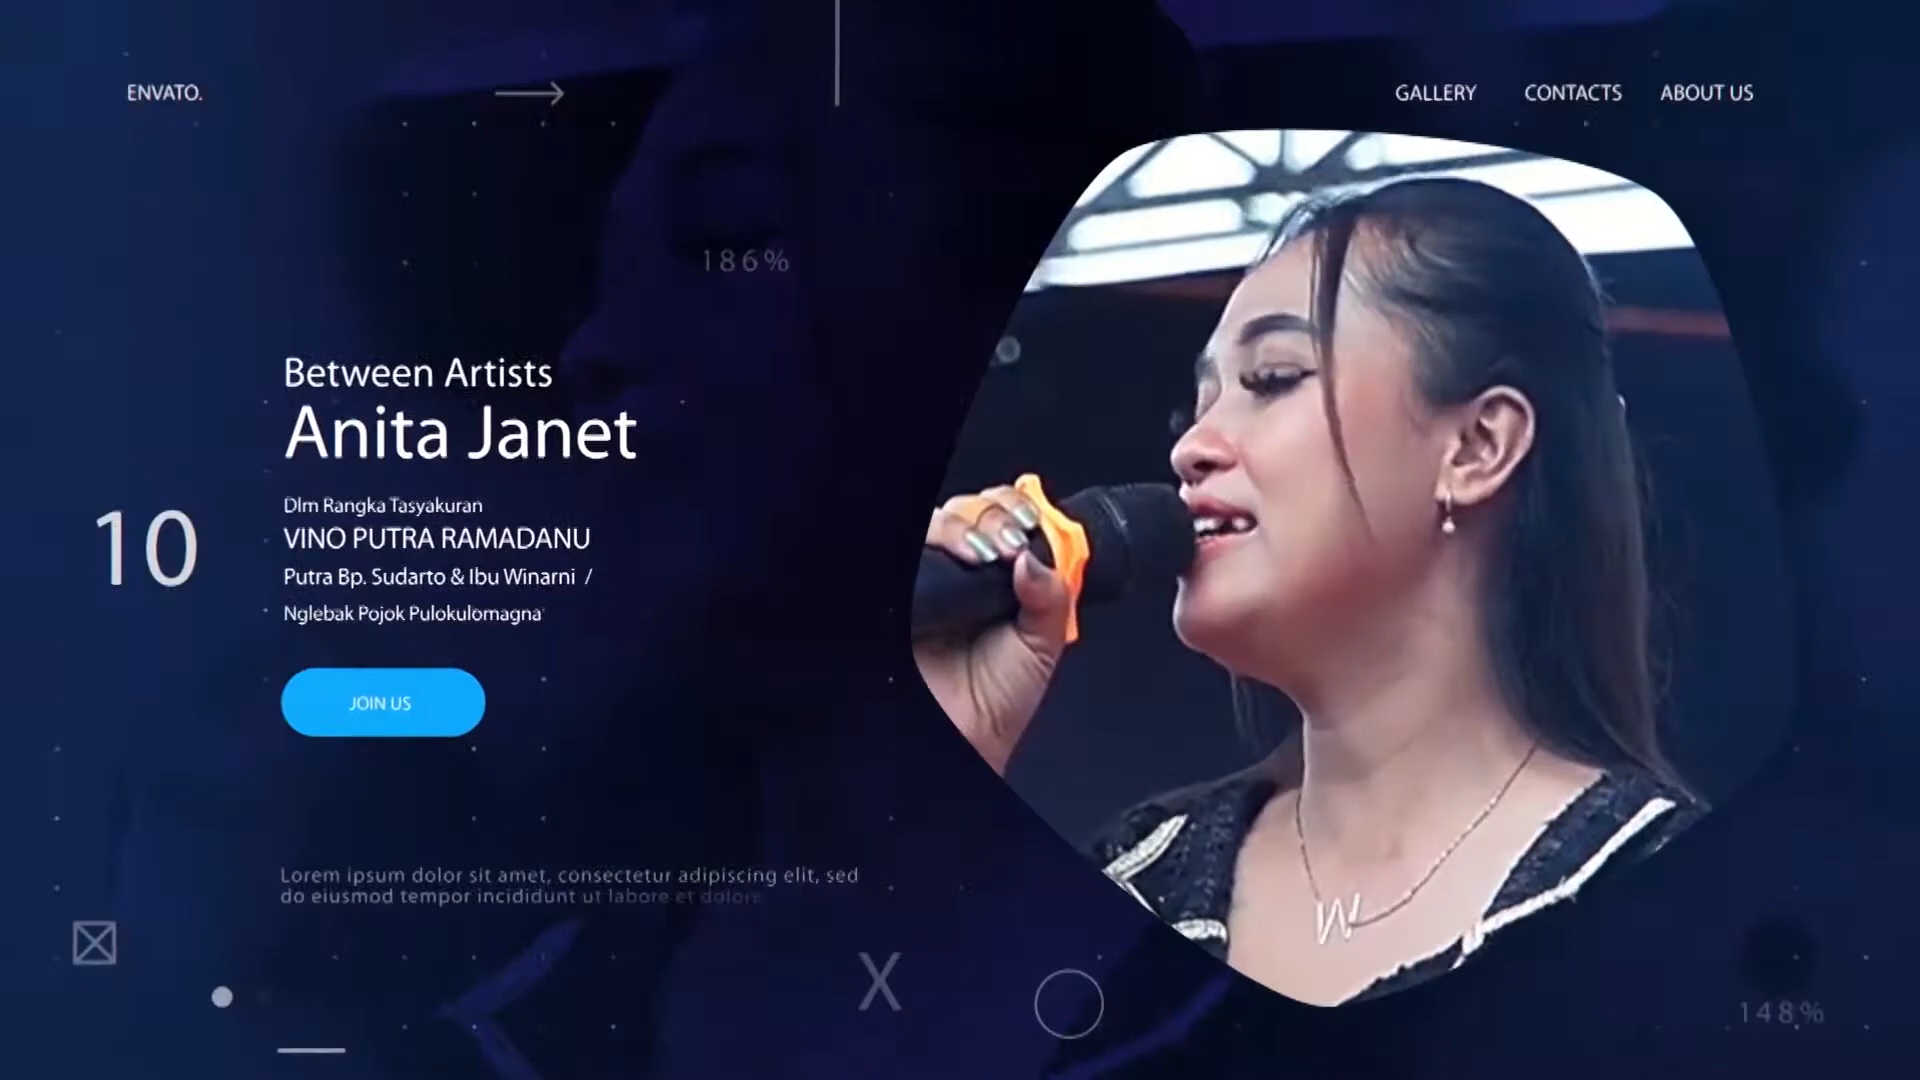 ENVATO.
GALLERY CONTACTS ABOUT US
186%
Between Artists
Anita Janet
10
Dlm Rangka Tasyakuran
VINO PUTRA RAMADANU
Putra Bp. Sudarto & Ibu Winarni /
Nglebak Pojok Pulokulomagna
JOIN US
Lorem ipsum dolor sit amet, consectetur adipiscing elit, sed
do eiusmod tempor incididunt ut labore et dolore
W
X
148%